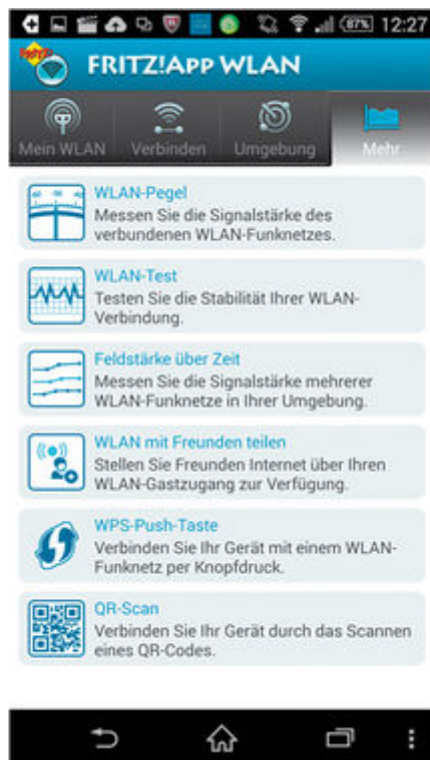 87% 12:27
FRITZ!App WLAN
Mein WLAN Verbinden Umgebung Mehr
WLAN-Pegel
Messen Sie die Signalstärke des
verbundenen WLAN-Funknetzes.
WLAN-Test
Testen Sie die Stabilität Ihrer WLAN-
Verbindung.
Feldstärke über Zeit
Messen Sie die Signalstärke mehrerer
WLAN-Funknetze in Ihrer Umgebung.
WLAN mit Freunden teilen
Stellen Sie Freunden Internet über Ihren
WLAN-Gastzugang zur Verfügung.
WPS-Push-Taste
Verbinden Sie Ihr Gerät mit einem WLAN-
Funknetz per Knopfdruck.
QR-Scan
Verbinden Sie Ihr Gerät durch das Scannen
eines QR-Codes.